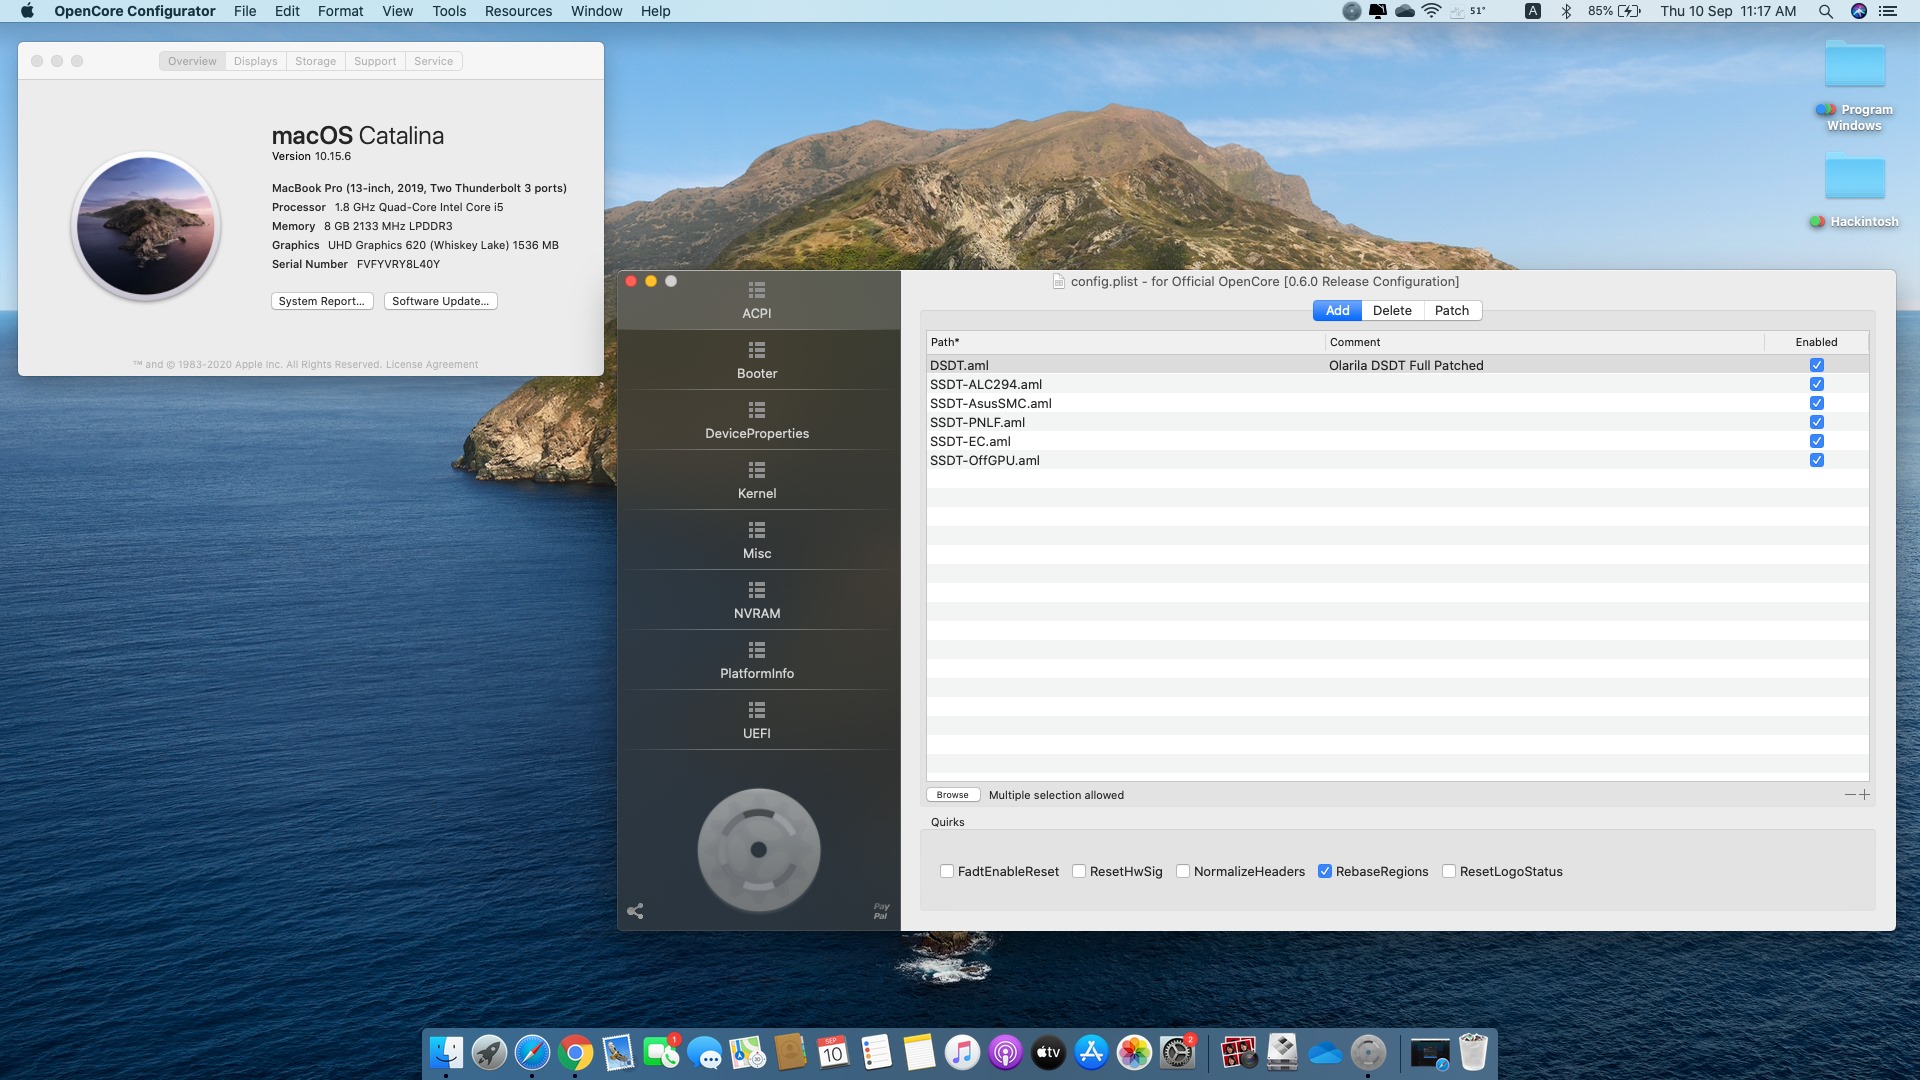 OpenCore Configurator File Edit Format View Tools Resources Window Help
51° A 85% Thu 10 Sep 11:17 AM
Overview Displays Storage Support Service
macOS Catalina
Version 10.15.6
MacBook Pro (13-inch, 2019, Two Thunderbolt 3 ports)
Processor 1.8 GHz Quad-Core Intel Core i5
Memory 8 GB 2133 MHz LPDDR3
Graphics UHD Graphics 620 (Whiskey Lake) 1536 MB
Serial Number FVFYVRY8L40Y
System Report... Software Update...
™ and © 1983-2020 Apple Inc. All Rights Reserved. License Agreement
Program
Windows
Hackintosh
config.plist - for Official OpenCore [0.6.0 Release Configuration]
ACPI
Booter
DeviceProperties
Kernel
Misc
NVRAM
PlatformInfo
UEFI
Pay
Pal
Add Delete Patch
Path* Comment Enabled
DSDT.aml Olarila DSDT Full Patched
SSDT-ALC294.aml
SSDT-AsusSMC.aml
SSDT-PNLF.aml
SSDT-EC.aml
SSDT-OffGPU.aml
Browse Multiple selection allowed
Quirks
FadtEnableReset ResetHwSig NormalizeHeaders RebaseRegions ResetLogoStatus
1
SEP
10
tv
2